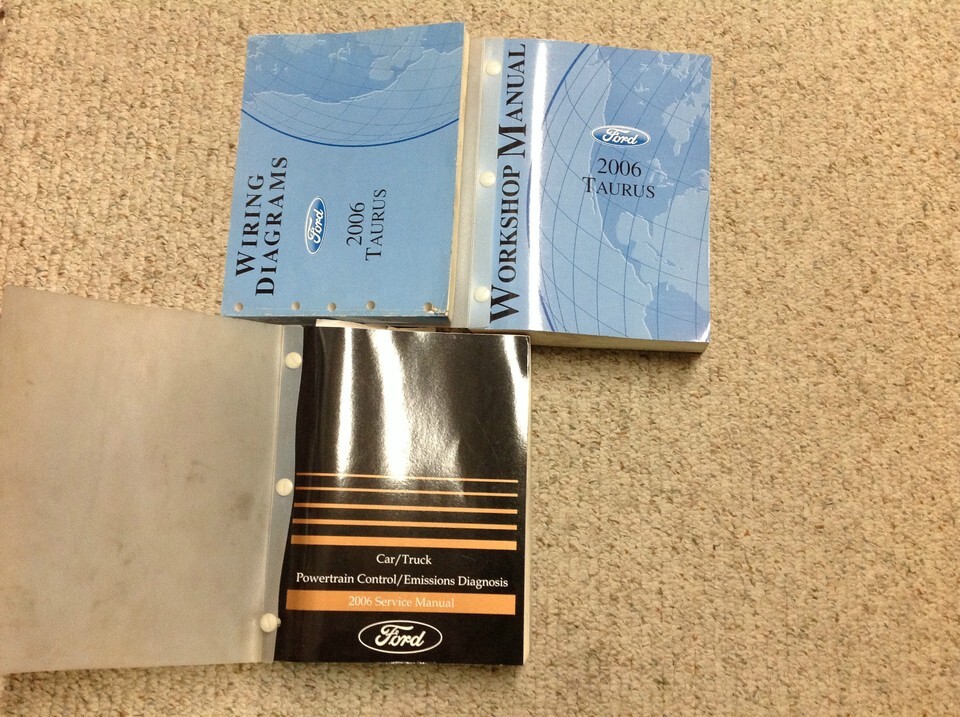 WIRING
DIAGRAMS
Ford
2006
TAURUS
WORKSHOP MANUAL
Ford
2006
TAURUS
Car/Truck
Powertrain Control/Emissions Diagnosis
2006 Service Manual
Ford